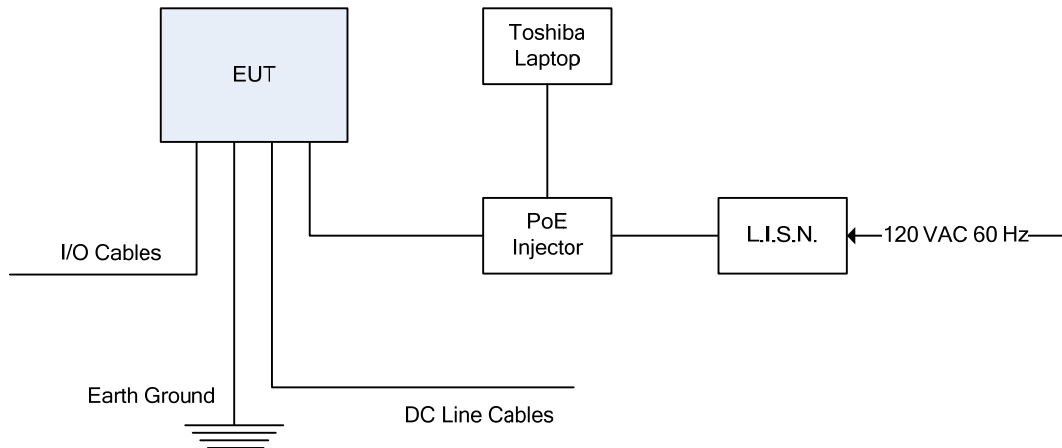 EUT
Toshiba
Laptop
PoE
Injector
L.I.S.N.
120 VAC 60 Hz
I/O Cables
Earth Ground
DC Line Cables